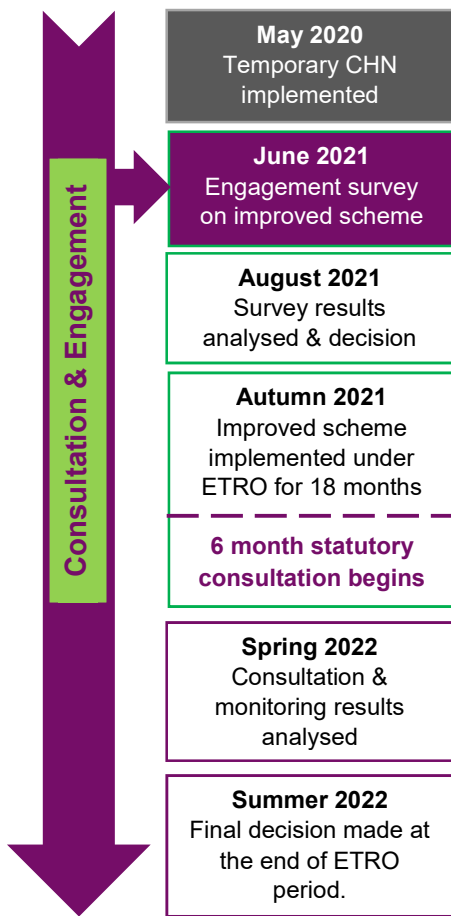 Consultation & Engagement
May 2020
Temporary CHN
implemented
June 2021
Engagement survey
on improved scheme
August 2021
Survey results
analysed & decision
Autumn 2021
Improved scheme
implemented under
ETRO for 18 months
6 month statutory
consultation begins
Spring 2022
Consultation &
monitoring results
analysed
Summer 2022
Final decision made at
the end of ETRO
period.